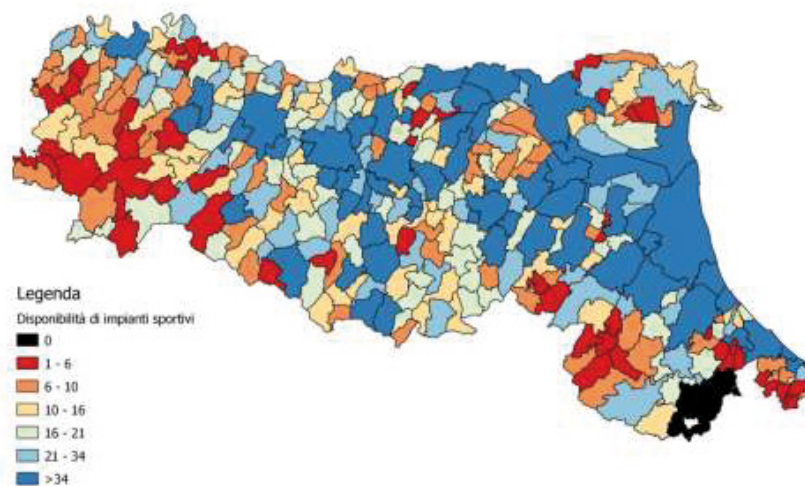 Legenda
Disponibilità di impianti sportivi
0
1 - 6
6 - 10
10 - 16
16 - 21
21 - 34
>34